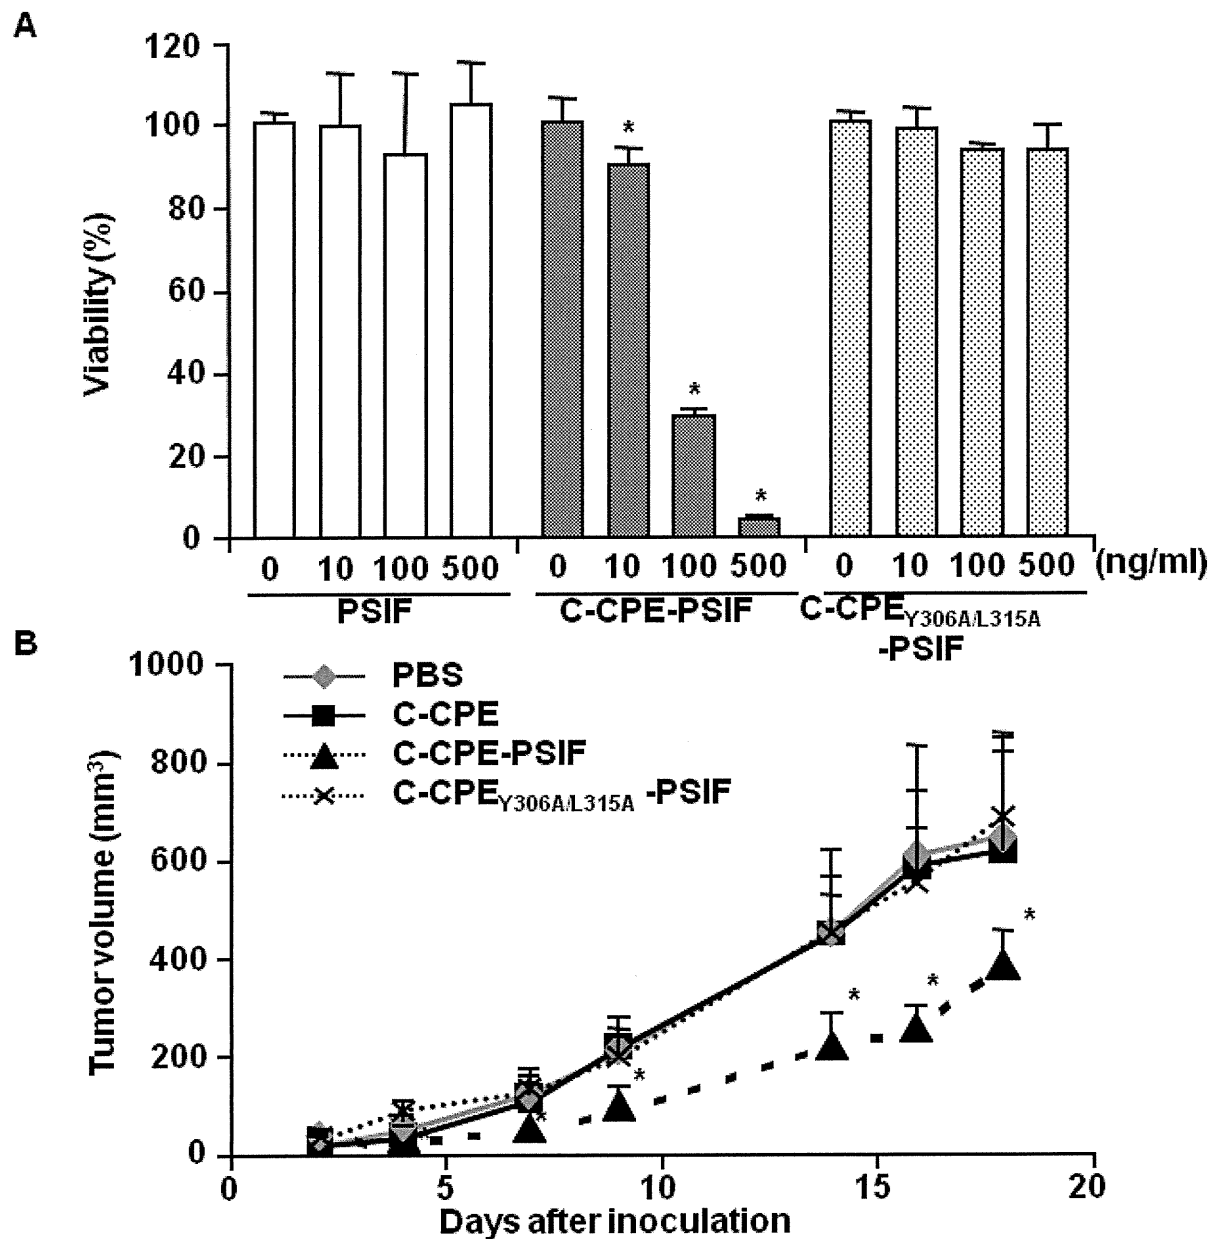 A
120
100
80
60
40
20
0
Viability (%)
* * *
0 10 100 500 0 10 100 500 0 10 100 500 (ng/ml)
PSIF C-CPE-PSIF C-CPEY306A/L315A
-PSIF
B
1000
800
600
400
200
0
Tumor volume (mm³)
PBS
C-CPE
C-CPE-PSIF
C-CPEY306A/L315A -PSIF
* * * * *
0 5 10 15 20
Days after inoculation